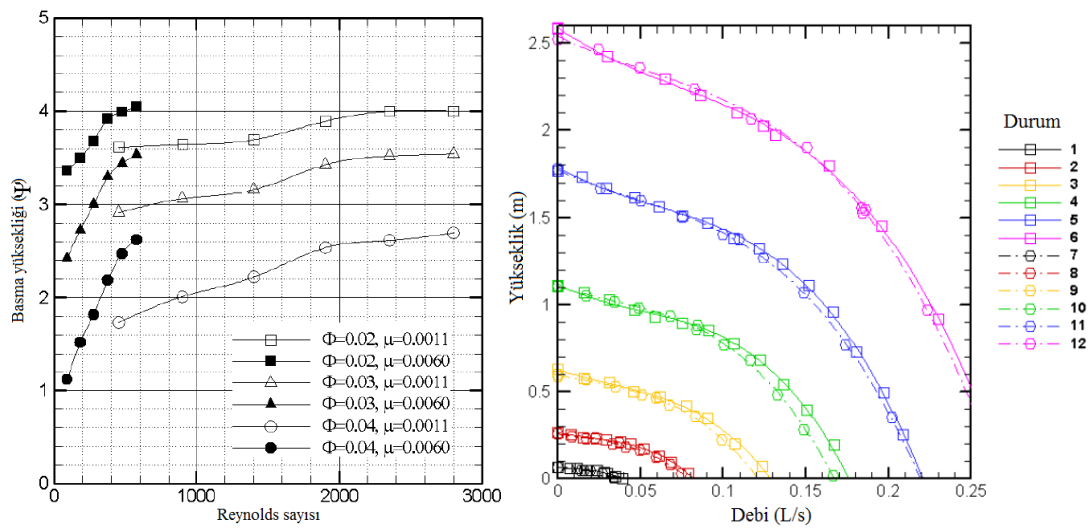 5
4
3
2
1
0
Basma yüksekliği (Ψ)
Φ=0.02, μ=0.0011
Φ=0.02, μ=0.0060
Φ=0.03, μ=0.0011
Φ=0.03, μ=0.0060
Φ=0.04, μ=0.0011
Φ=0.04, μ=0.0060
0 1000 2000 3000
Reynolds sayısı
2.5
2
1.5
1
0.5
0
Yükseklik (m)
0 0.05 0.1 0.15 0.2 0.25
Debi (L/s)
Durum
1
2
3
4
5
6
7
8
9
10
11
12